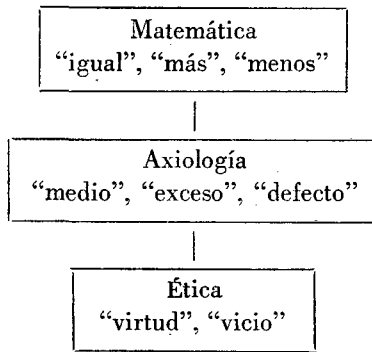 Matemática
“igual”, “más”, “menos”
Axiología
“medio”, “exceso”, “defecto”
Ética
“virtud”, “vicio”